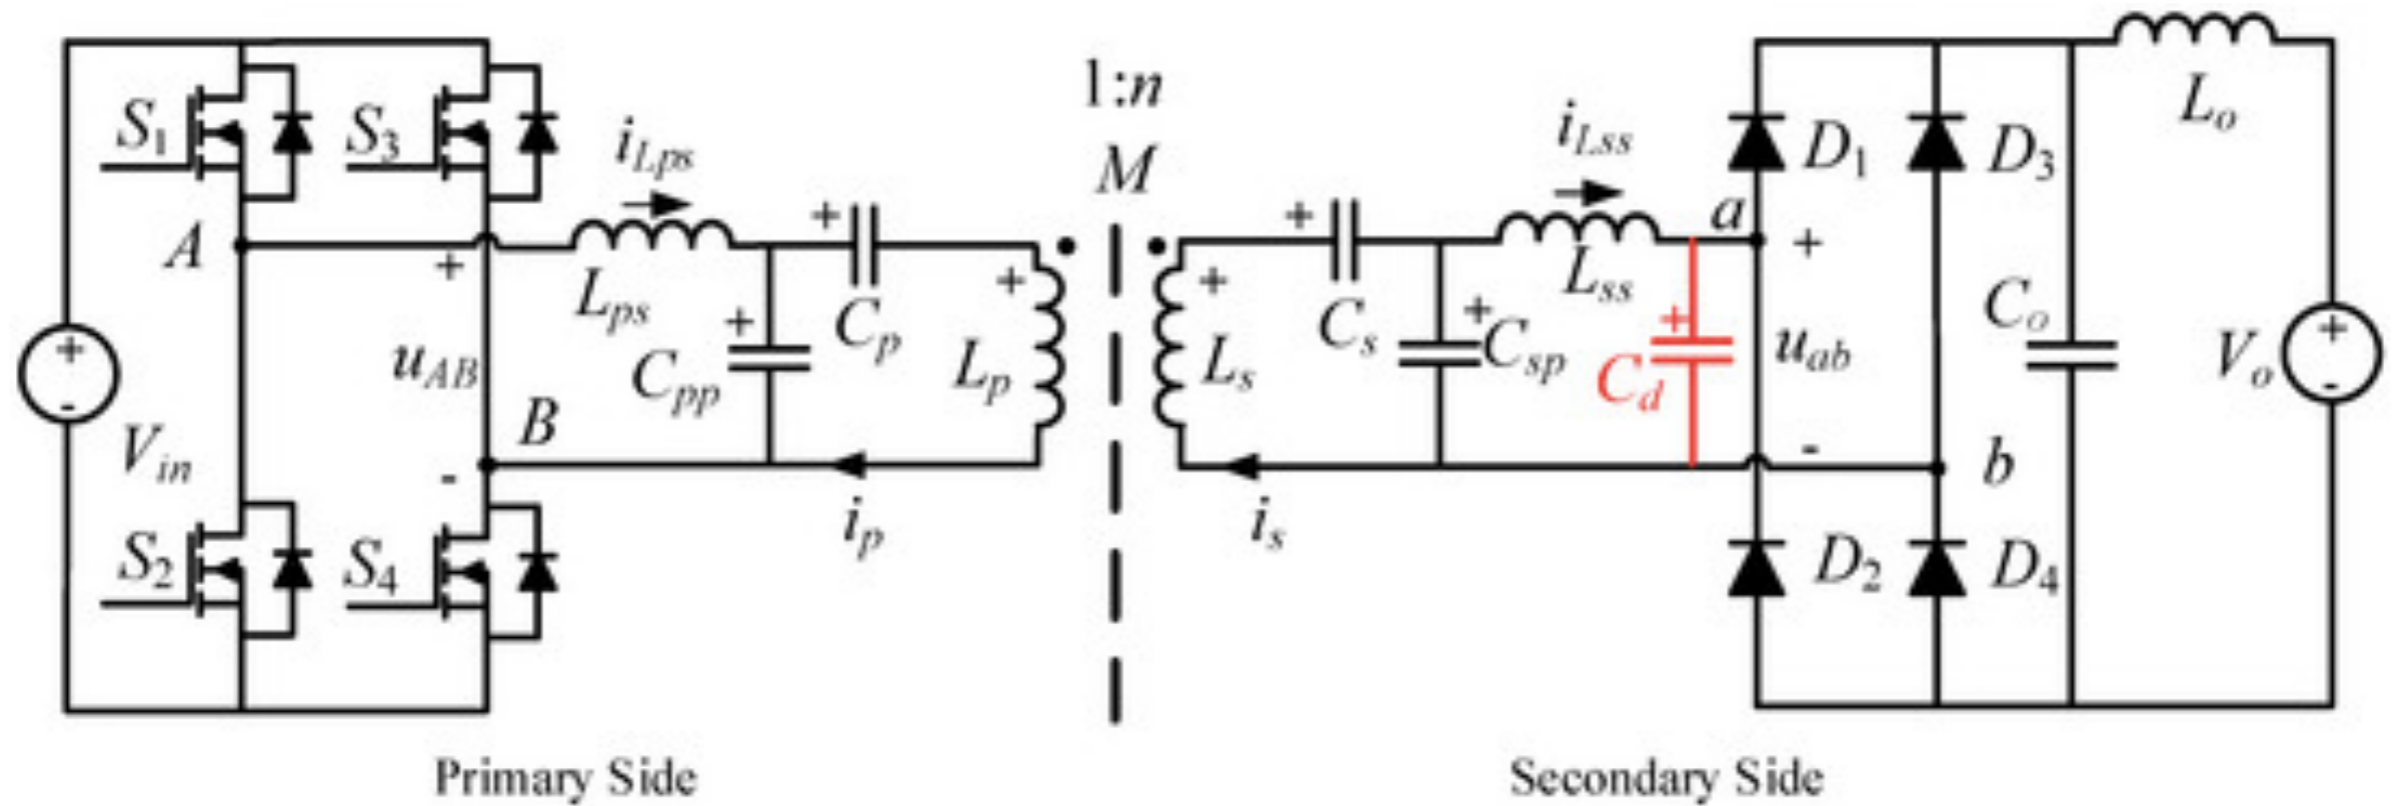 1:n
M
S1
S3
iLps
iLss
a
D1
D3
Lo
A
+
+
+
+
+
+
Lps
Cp
Lp
Ls
Cs
Lss
+
Csp
+
Cd
uab
Co
+
Vo
-
+
-
Vin
uAB
+
Cpp
B
-
ip
is
-
b
S2
S4
D2
D4
Primary Side
Secondary Side